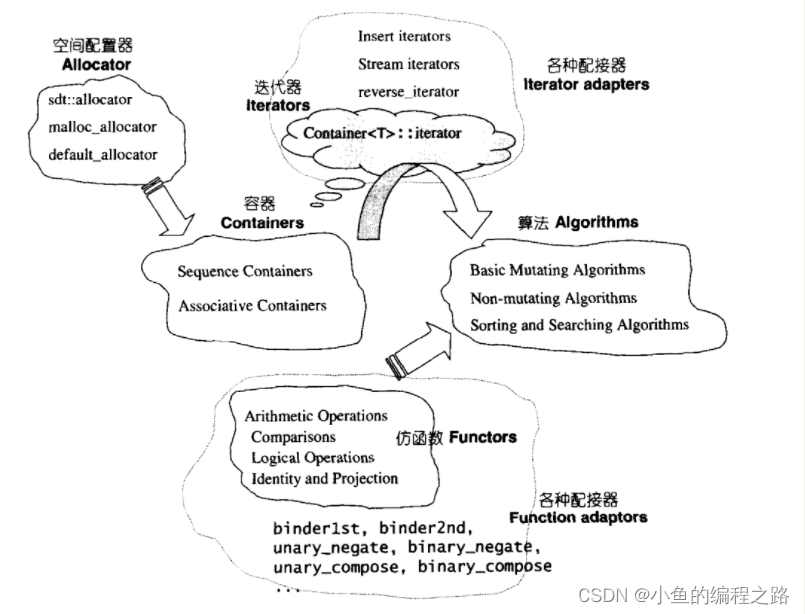 空间配置器
Allocator
sdt::allocator
malloc_allocator
default_allocator
Insert iterators
Stream iterators
reverse_iterator
迭代器
Iterators
Container<T>::iterator
各种配接器
Iterator adapters
容器
Containers
Sequence Containers
Associative Containers
算法 Algorithms
Basic Mutating Algorithms
Non-mutating Algorithms
Sorting and Searching Algorithms
Arithmetic Operations
Comparisons
Logical Operations
Identity and Projection
仿函数 Functors
各种配接器
Function adaptors
binder1st, binder2nd,
unary_negate, binary_negate,
unary_compose, binary_compose
...
CSDN @小鱼的编程之路